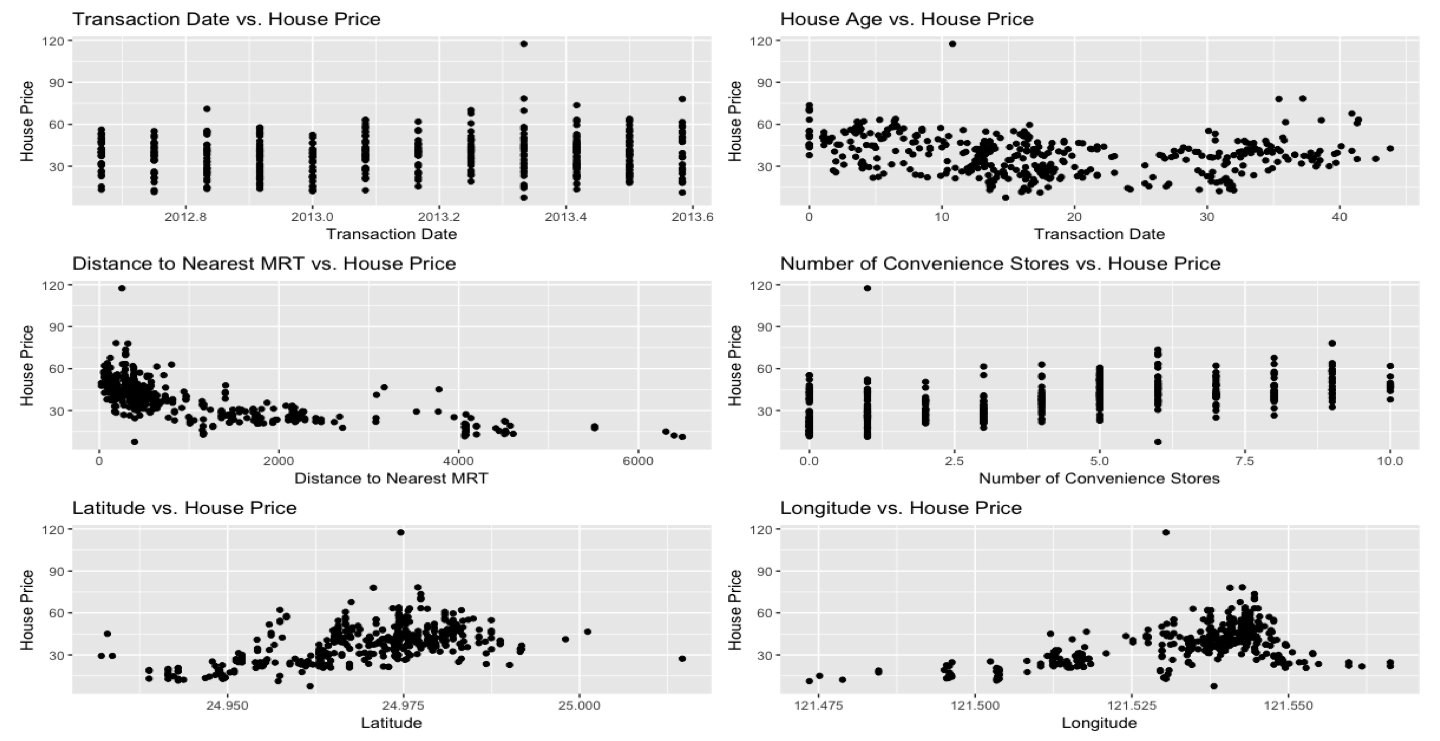 Transaction Date vs. House Price
House Price
120
90
60
30
2012.8 2013.0 2013.2 2013.4 2013.6
Transaction Date
House Age vs. House Price
House Price
120
90
60
30
0 10 20 30 40
Transaction Date
Distance to Nearest MRT vs. House Price
House Price
120
90
60
30
0 2000 4000 6000
Distance to Nearest MRT
Number of Convenience Stores vs. House Price
House Price
120
90
60
30
0.0 2.5 5.0 7.5 10.0
Number of Convenience Stores
Latitude vs. House Price
House Price
120
90
60
30
24.950 24.975 25.000
Latitude
Longitude vs. House Price
House Price
120
90
60
30
121.475 121.500 121.525 121.550
Longitude